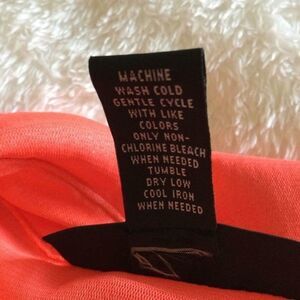 MACHINE
WASH COLD
GENTLE CYCLE
WITH LIKE
COLORS
ONLY NON-
CHLORINE BLEACH
WHEN NEEDED
TUMBLE
DRY LOW
COOL IRON
WHEN NEEDED